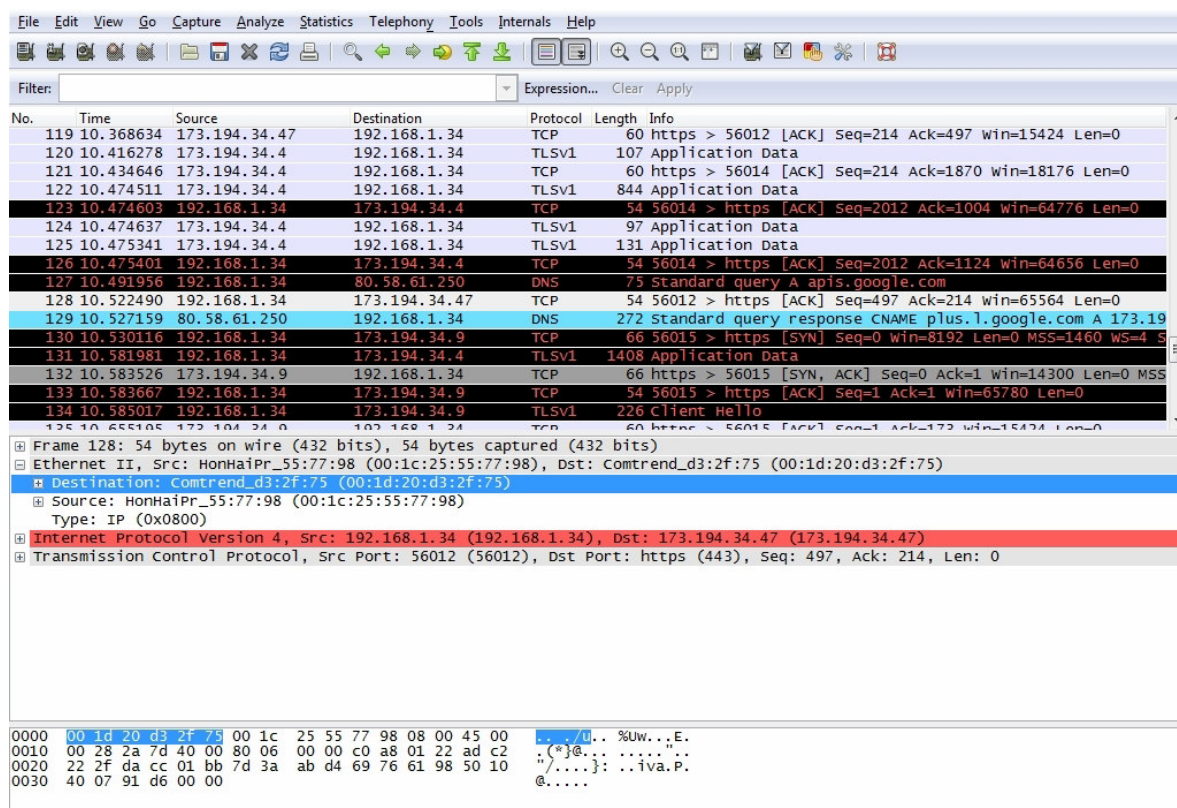 File Edit View Go Capture Analyze Statistics Telephony Tools Internals Help
Filter: Expression... Clear Apply
No. Time Source Destination Protocol Length Info
119 10.368634 173.194.34.47 192.168.1.34 TCP 60 https > 56012 [ACK] Seq=214 Ack=497 Win=15424 Len=0
120 10.416278 173.194.34.4 192.168.1.34 TLSv1 107 Application Data
121 10.434646 173.194.34.4 192.168.1.34 TCP 60 https > 56014 [ACK] Seq=214 Ack=1870 Win=18176 Len=0
122 10.474511 173.194.34.4 192.168.1.34 TLSv1 844 Application Data
123 10.474603 192.168.1.34 173.194.34.4 TCP 54 56014 > https [ACK] Seq=2012 Ack=1004 Win=64776 Len=0
124 10.474637 173.194.34.4 192.168.1.34 TLSv1 97 Application Data
125 10.475341 173.194.34.4 192.168.1.34 TLSv1 131 Application Data
126 10.475401 192.168.1.34 173.194.34.4 TCP 54 56014 > https [ACK] Seq=2012 Ack=1124 Win=64656 Len=0
127 10.491956 192.168.1.34 80.58.61.250 DNS 75 Standard query A apis.google.com
128 10.522490 192.168.1.34 173.194.34.47 TCP 54 56012 > https [ACK] Seq=497 Ack=214 Win=65564 Len=0
129 10.527159 80.58.61.250 192.168.1.34 DNS 272 Standard query response CNAME plus.l.google.com A 173.19
130 10.530116 192.168.1.34 173.194.34.9 TCP 66 56015 > https [SYN] Seq=0 Win=8192 Len=0 MSS=1460 WS=4 S
131 10.581981 192.168.1.34 173.194.34.4 TLSv1 1408 Application Data
132 10.583526 173.194.34.9 192.168.1.34 TCP 66 https > 56015 [SYN, ACK] Seq=0 Ack=1 Win=14300 Len=0 MSS
133 10.583667 192.168.1.34 173.194.34.9 TCP 54 56015 > https [ACK] Seq=1 Ack=1 Win=65780 Len=0
134 10.585017 192.168.1.34 173.194.34.9 TLSv1 226 Client Hello
135 10.655195 173.194.34.9 192.168.1.34 TCP 60 https > 56015 [ACK] Seq=1 Ack=173 Win=15424 Len=0
Frame 128: 54 bytes on wire (432 bits), 54 bytes captured (432 bits)
Ethernet II, Src: HonHaiPr_55:77:98 (00:1c:25:55:77:98), Dst: Comtrend_d3:2f:75 (00:1d:20:d3:2f:75)
Destination: Comtrend_d3:2f:75 (00:1d:20:d3:2f:75)
Source: HonHaiPr_55:77:98 (00:1c:25:55:77:98)
Type: IP (0x0800)
Internet Protocol Version 4, Src: 192.168.1.34 (192.168.1.34), Dst: 173.194.34.47 (173.194.34.47)
Transmission Control Protocol, Src Port: 56012 (56012), Dst Port: https (443), Seq: 497, Ack: 214, Len: 0
0000 00 1d 20 d3 2f 75 00 1c 25 55 77 98 08 00 45 00 .. ./u.. %Uw...E.
0010 00 28 2a 7d 40 00 80 06 00 00 c0 a8 01 22 ad c2 .(*}@... ....."..
0020 22 2f da cc 01 bb 7d 3a ab d4 69 76 61 98 50 10 "/....}: ..iva.P.
0030 40 07 91 d6 00 00 @.....